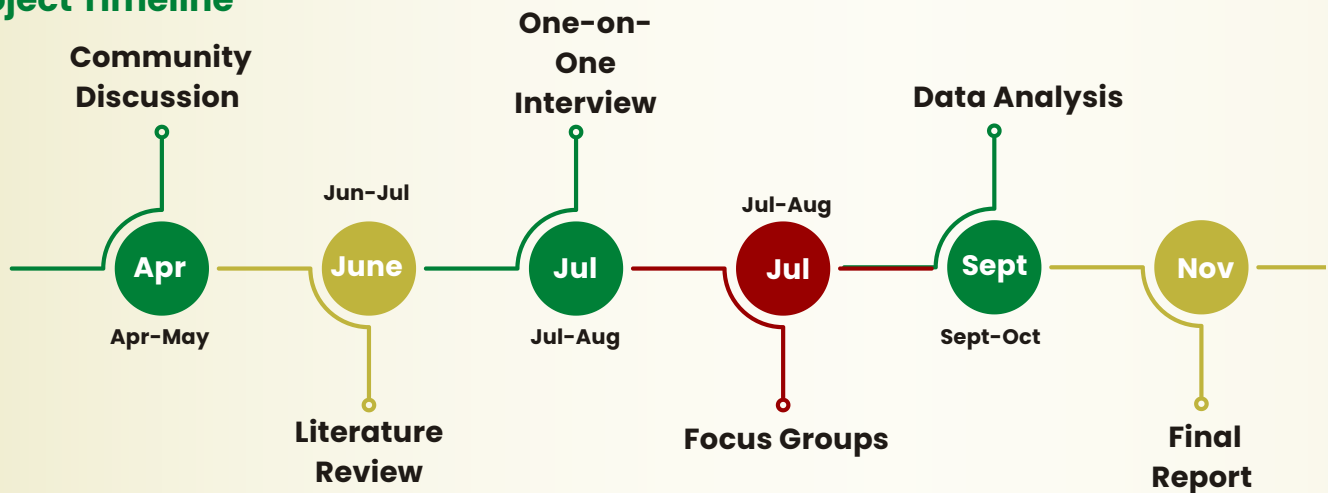 Timeline
Community
Discussion
Apr
Apr-May
Jun-Jul
June
Literature
Review
One-on-
One
Interview
Jul
Jul-Aug
Jul-Aug
Jul
Focus Groups
Data Analysis
Sept
Sept-Oct
Nov
Final
Report